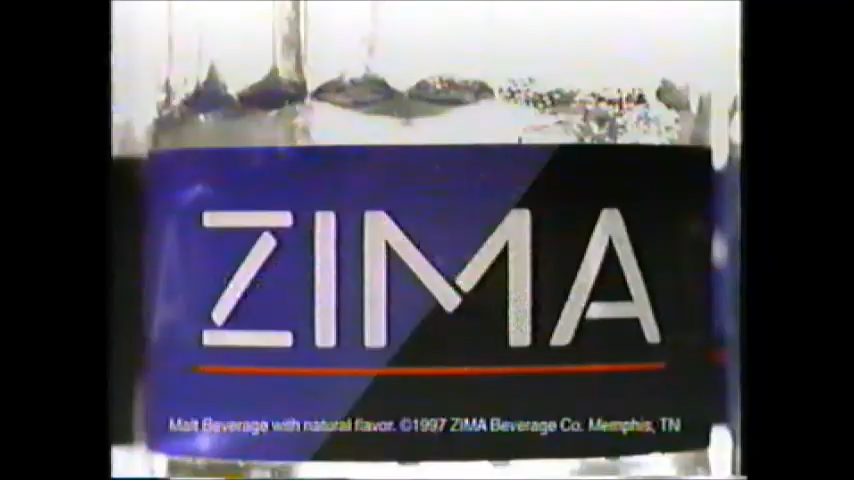 ZIMA
Malt Beverage with natural flavor. ©1997 ZIMA Beverage Co. Memphis, TN